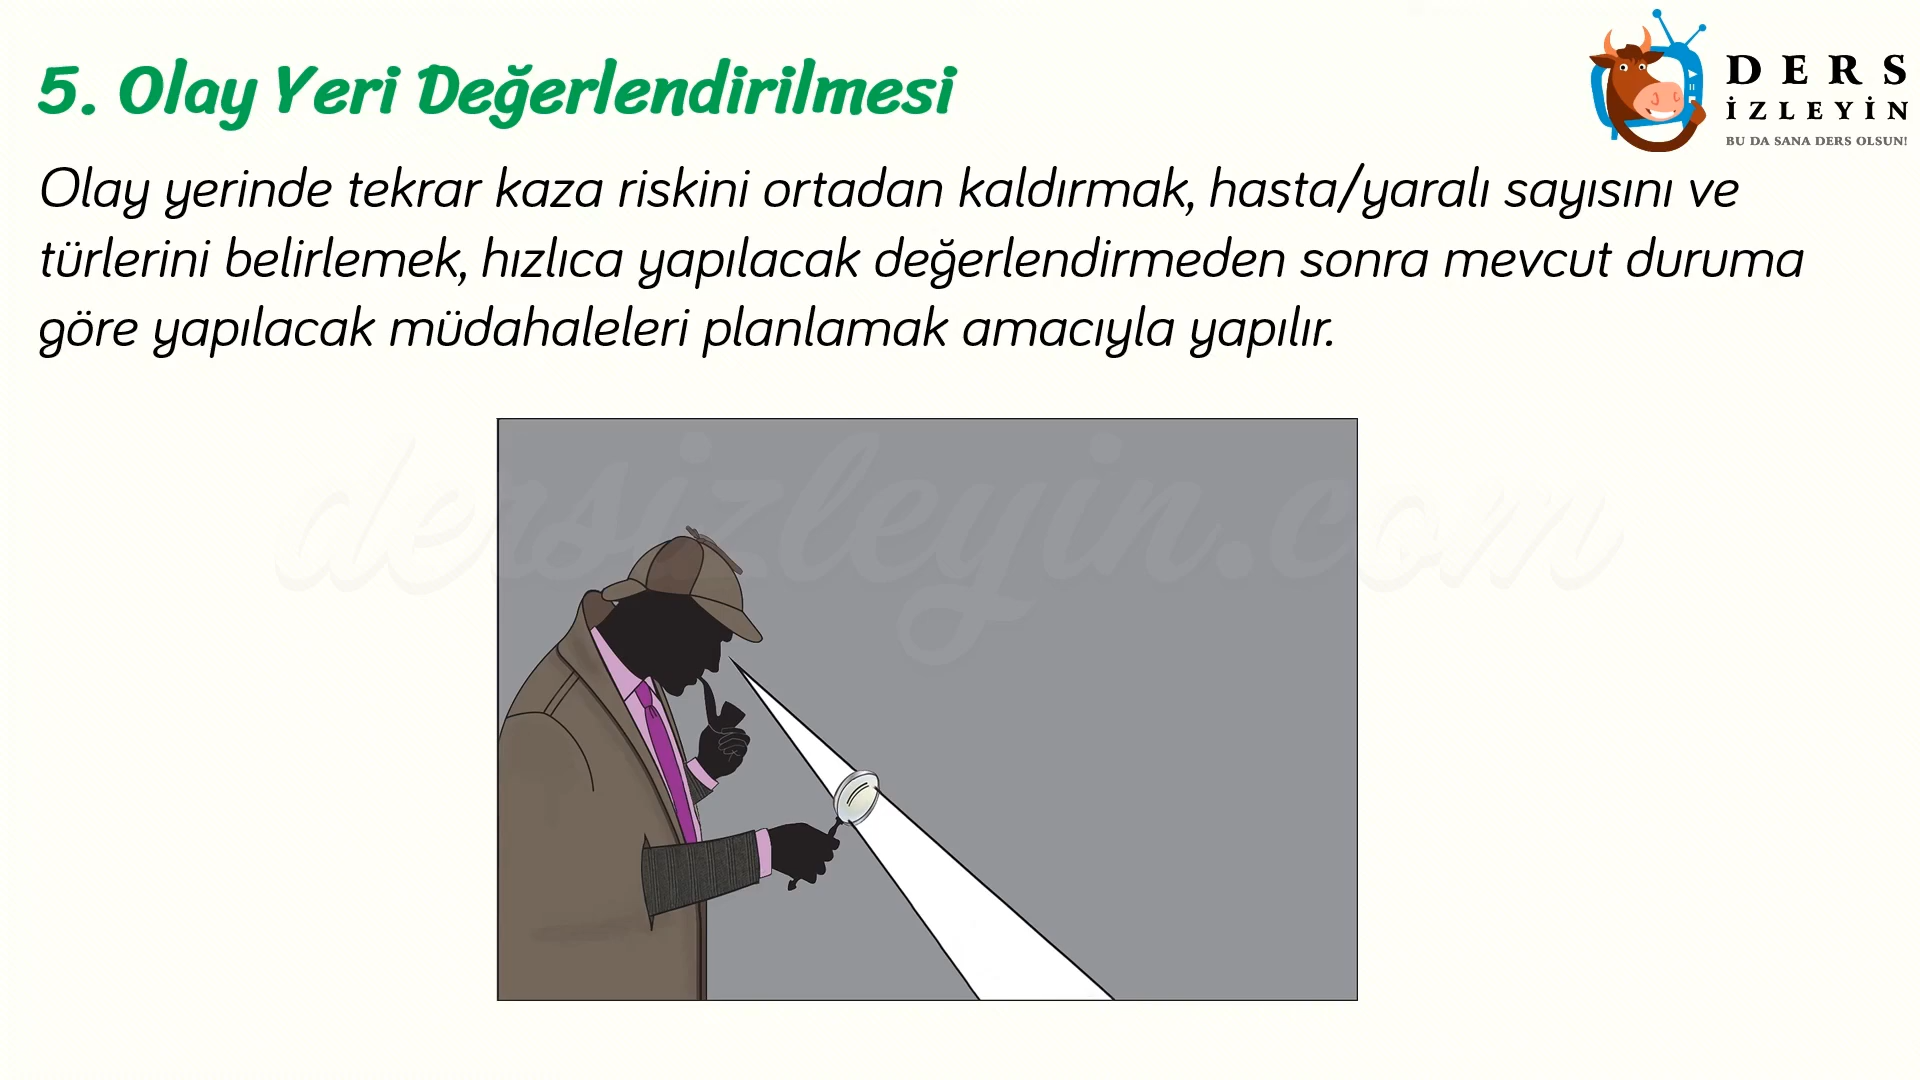 5. Olay Yeri Değerlendirilmesi
DERS
İZLEYİN
BU DA SANA DERS OLSUN!
Olay yerinde tekrar kaza riskini ortadan kaldırmak, hasta/yaralı sayısını ve
türlerini belirlemek, hızlıca yapılacak değerlendirmeden sonra mevcut duruma
göre yapılacak müdahaleleri planlamak amacıyla yapılır.
dersizleyin.com